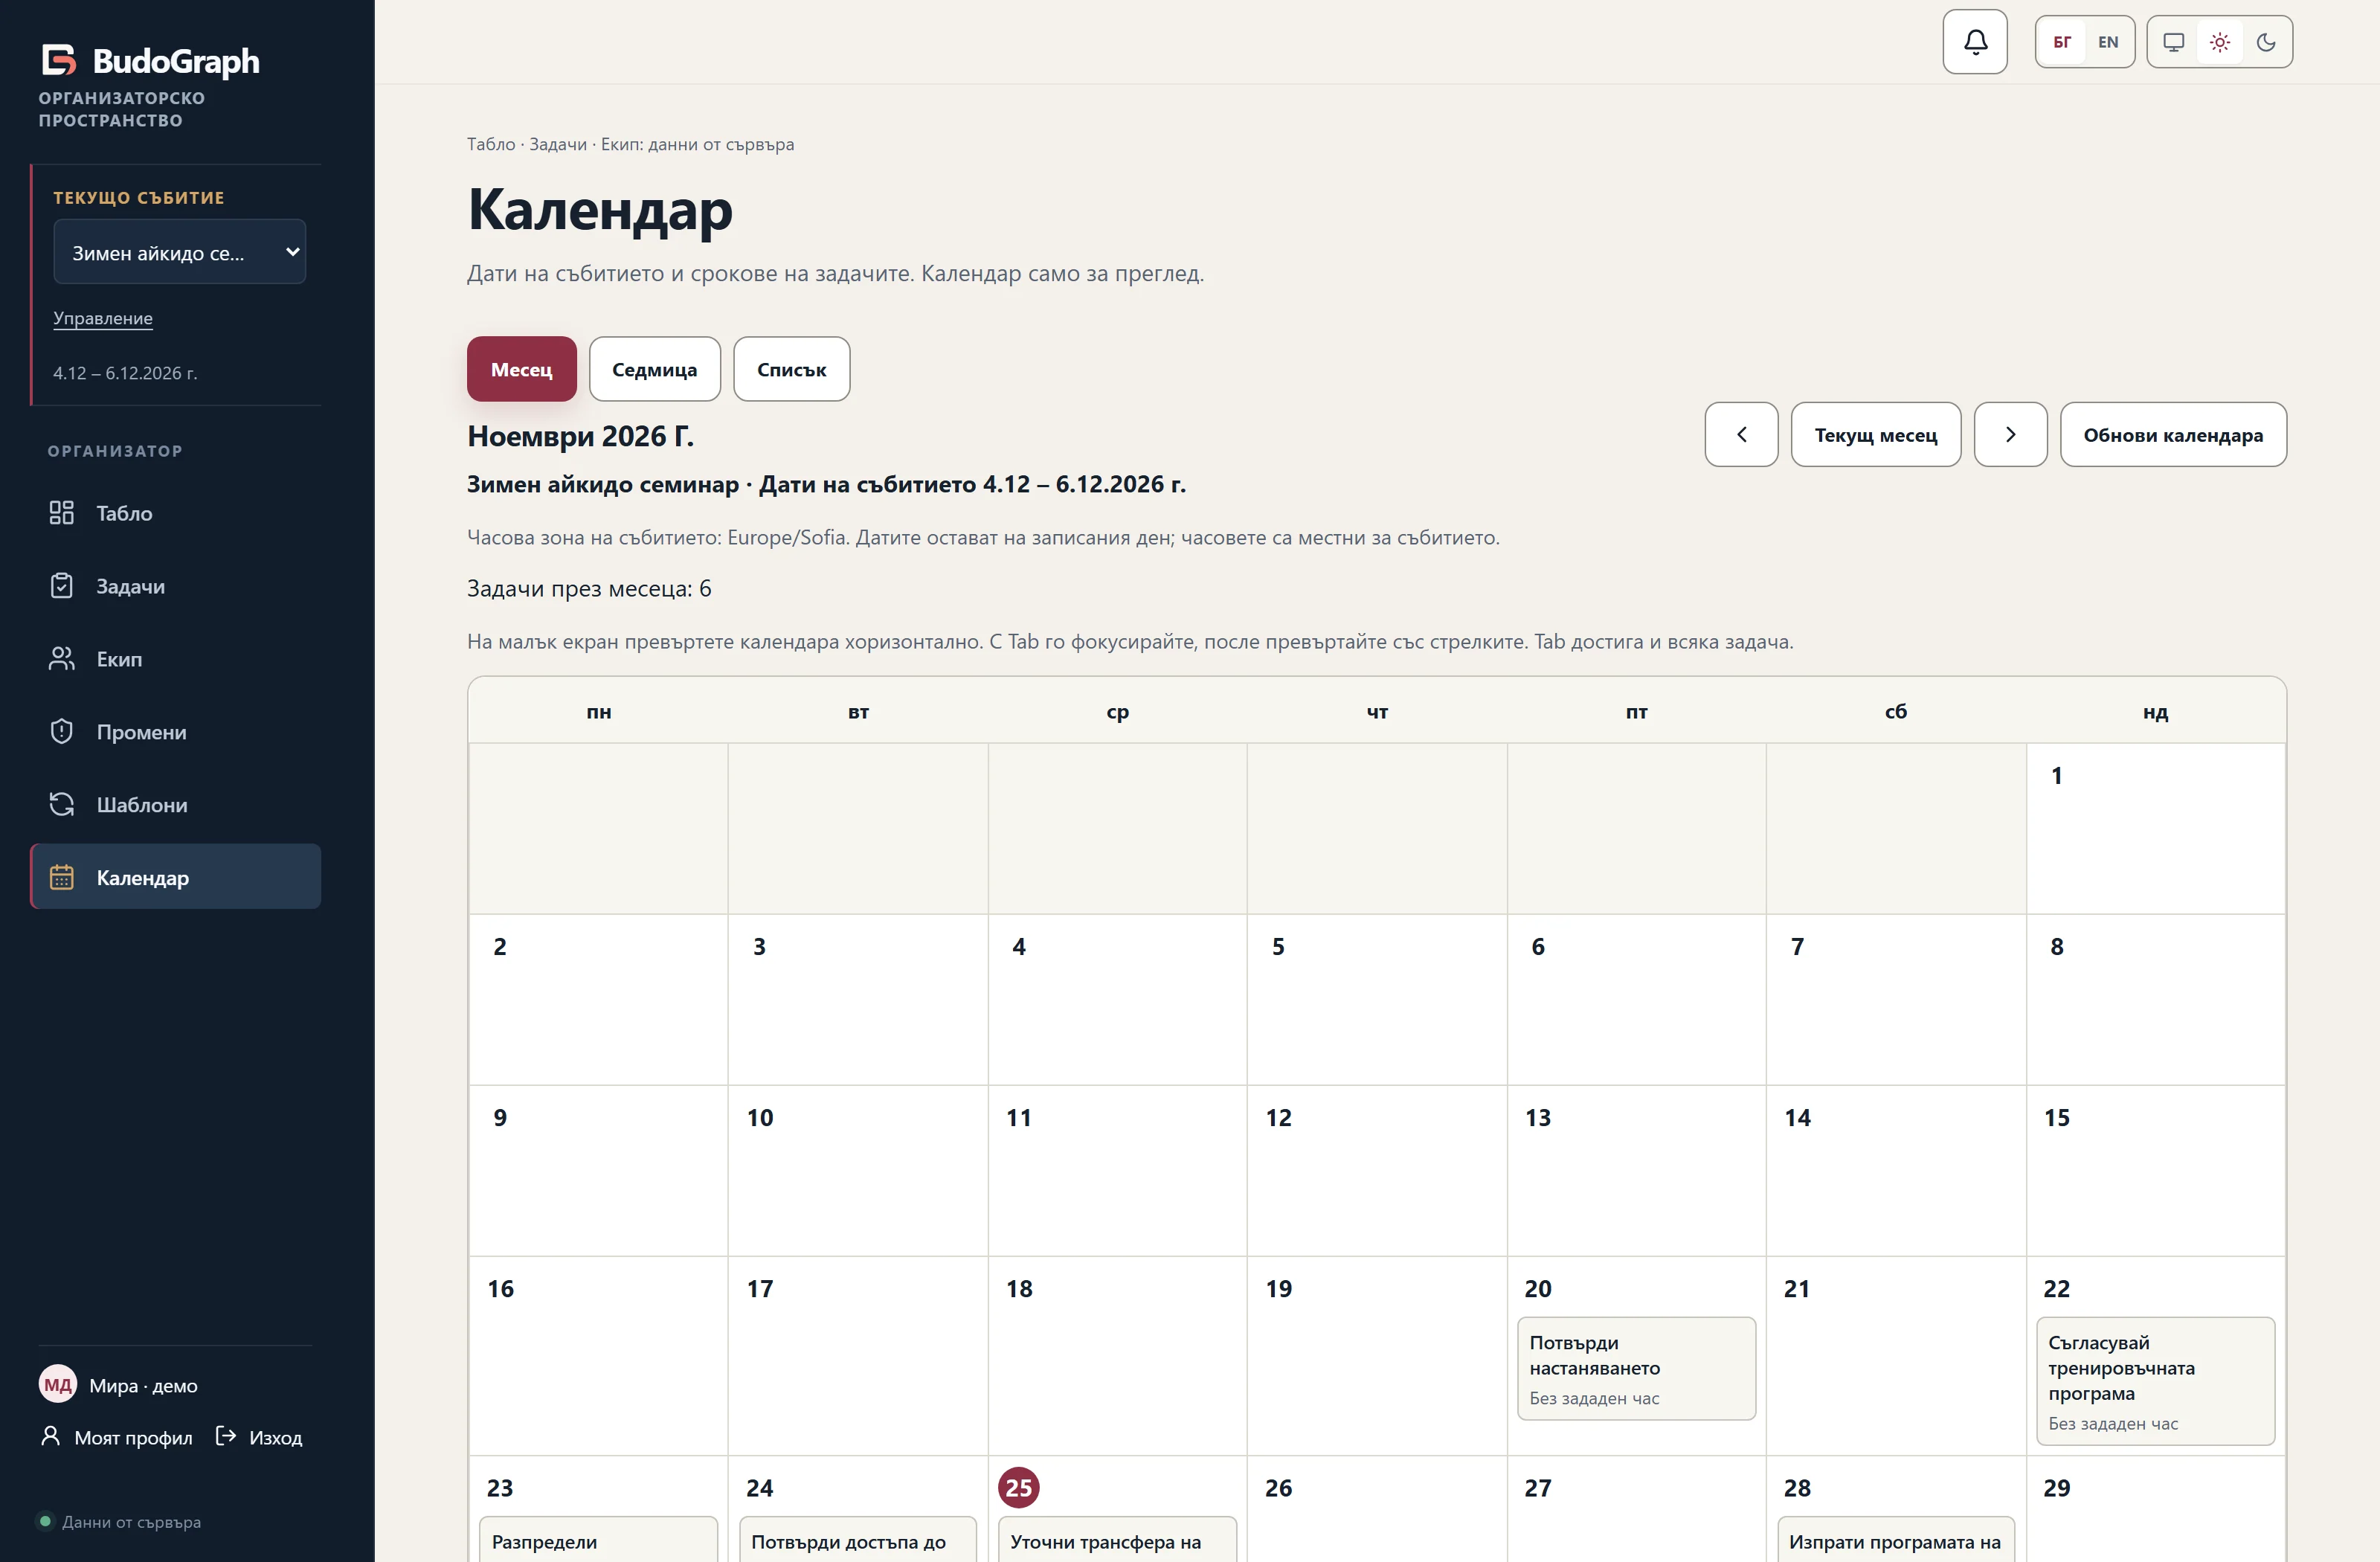 BudoGraph
ОРГАНИЗАТОРСКО
ПРОСТРАНСТВО
ТЕКУЩО СЪБИТИЕ
Зимен айкидо се...
Управление
4.12 – 6.12.2026 г.
ОРГАНИЗАТОР
Табло
Задачи
Екип
Промени
Шаблони
Календар
МД Мира · демо
Моят профил Изход
Данни от сървъра
БГ EN
Табло · Задачи · Екип: данни от сървъра
Календар
Дати на събитието и срокове на задачите. Календар само за преглед.
Месец Седмица Списък
Ноември 2026 Г.
Текущ месец Обнови календара
Зимен айкидо семинар · Дати на събитието 4.12 – 6.12.2026 г.
Часова зона на събитието: Europe/Sofia. Датите остават на записания ден; часовете са местни за събитието.
Задачи през месеца: 6
На малък екран превъртете календара хоризонтално. С Tab го фокусирайте, после превъртайте със стрелките. Tab достига и всяка задача.
пн вт ср чт пт сб нд
1
2 3 4 5 6 7 8
9 10 11 12 13 14 15
16 17 18 19 20 21 22
Потвърди
настаняването
Без зададен час
Съгласувай
тренировъчната
програма
Без зададен час
23 24 25 26 27 28 29
Разпредели
Потвърди достъпа до
Уточни трансфера на
Изпрати програмата на